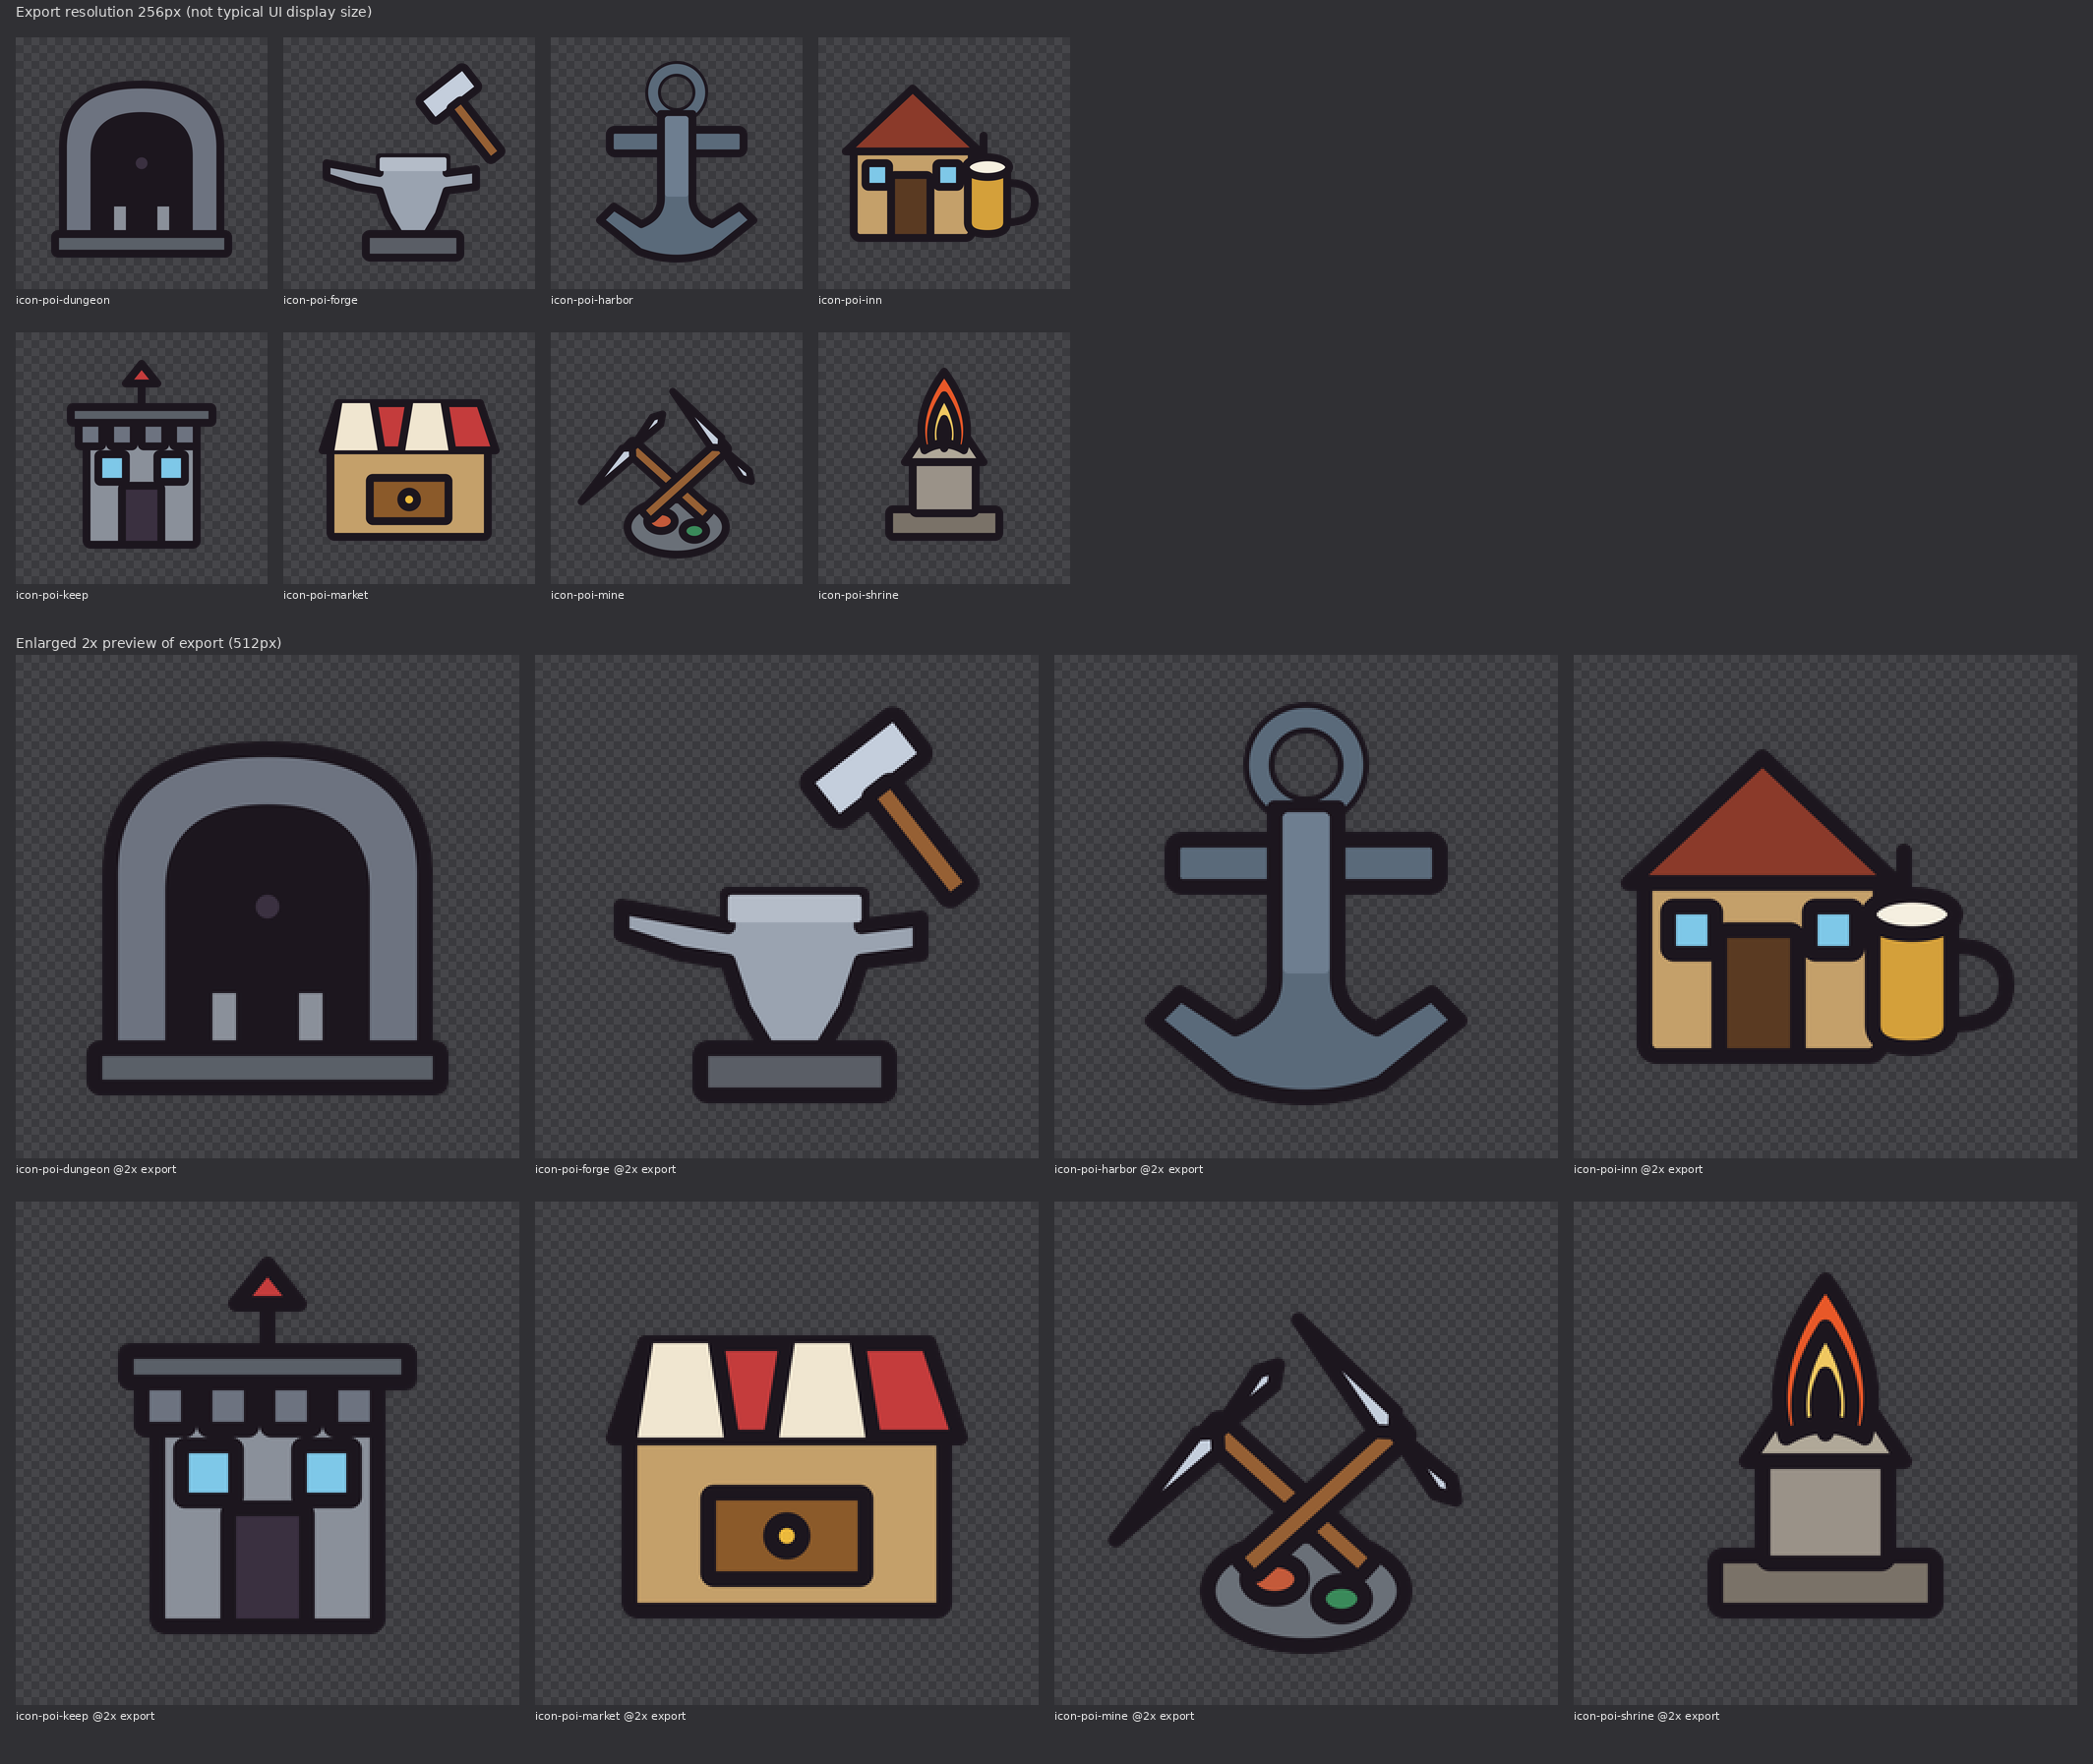 Export resolution 256px (not typical UI display size)
icon-poi-dungeon
icon-poi-forge
icon-poi-harbor
icon-poi-inn
icon-poi-keep
icon-poi-market
icon-poi-mine
icon-poi-shrine
Enlarged 2x preview of export (512px)
icon-poi-dungeon @2x export
icon-poi-forge @2x export
icon-poi-harbor @2x export
icon-poi-inn @2x export
icon-poi-keep @2x export
icon-poi-market @2x export
icon-poi-mine @2x export
icon-poi-shrine @2x export